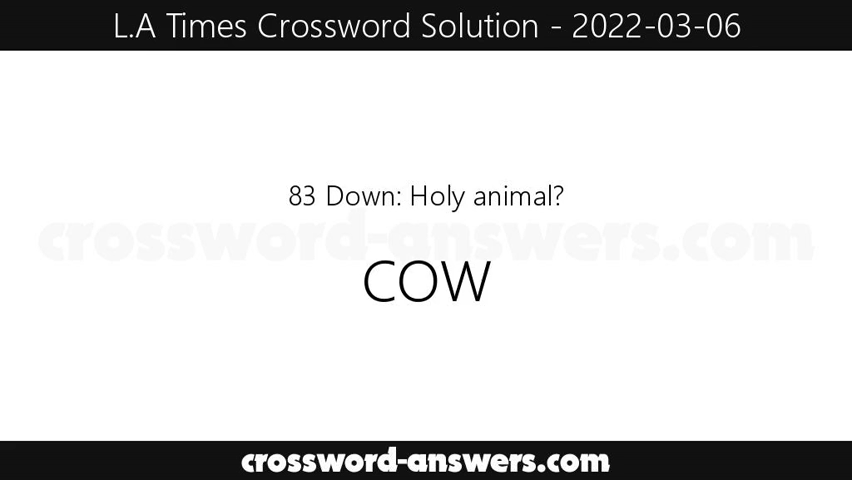 L.A Times Crossword Solution - 2022-03-06
83 Down: Holy animal?
crossword-answers.com
COW
crossword-answers.com